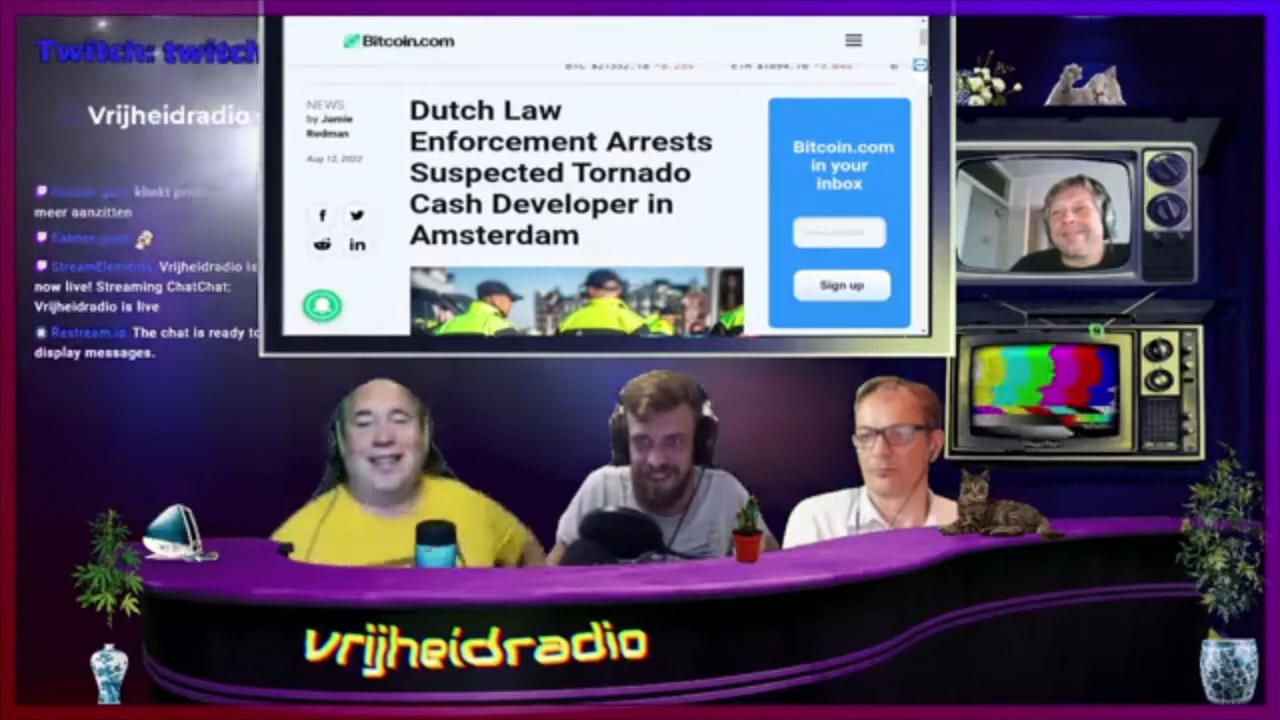 Twitch: twitch
Vrijheidradio
klinkt
meer aanzitten
StreamElements Vrijheidradio is
now live! Streaming ChatChat:
Vrijheidradio is live
Restream.io The chat is ready to
display messages.
Bitcoin.com
NEWS
by Jamie
Redman
Aug 12, 2022
Dutch Law
Enforcement Arrests
Suspected Tornado
Cash Developer in
Amsterdam
Bitcoin.com
in your
inbox
Sign up
vrijheidradio